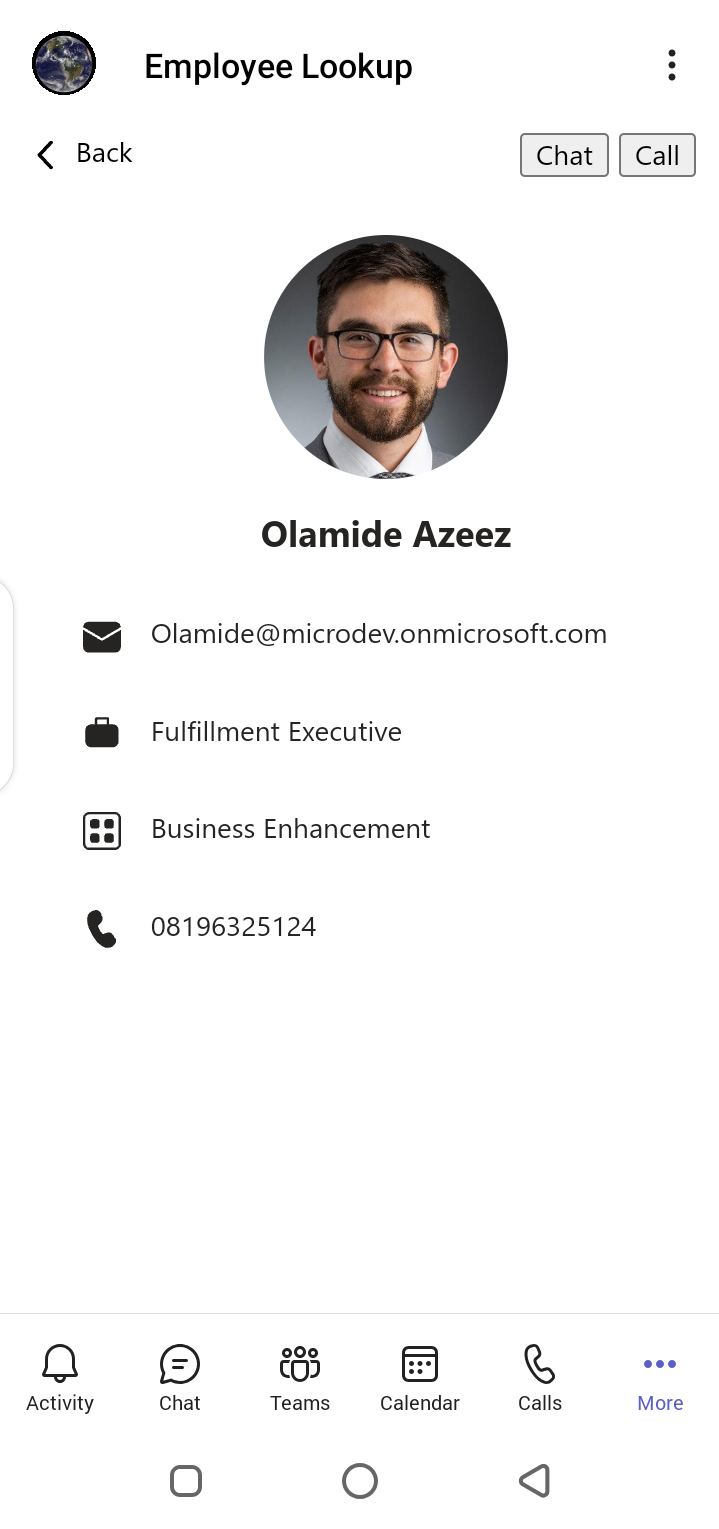 Employee Lookup
Back
Chat Call
Olamide Azeez
Olamide@microdev.onmicrosoft.com
Fulfillment Executive
Business Enhancement
08196325124
Activity Chat Teams Calendar Calls More